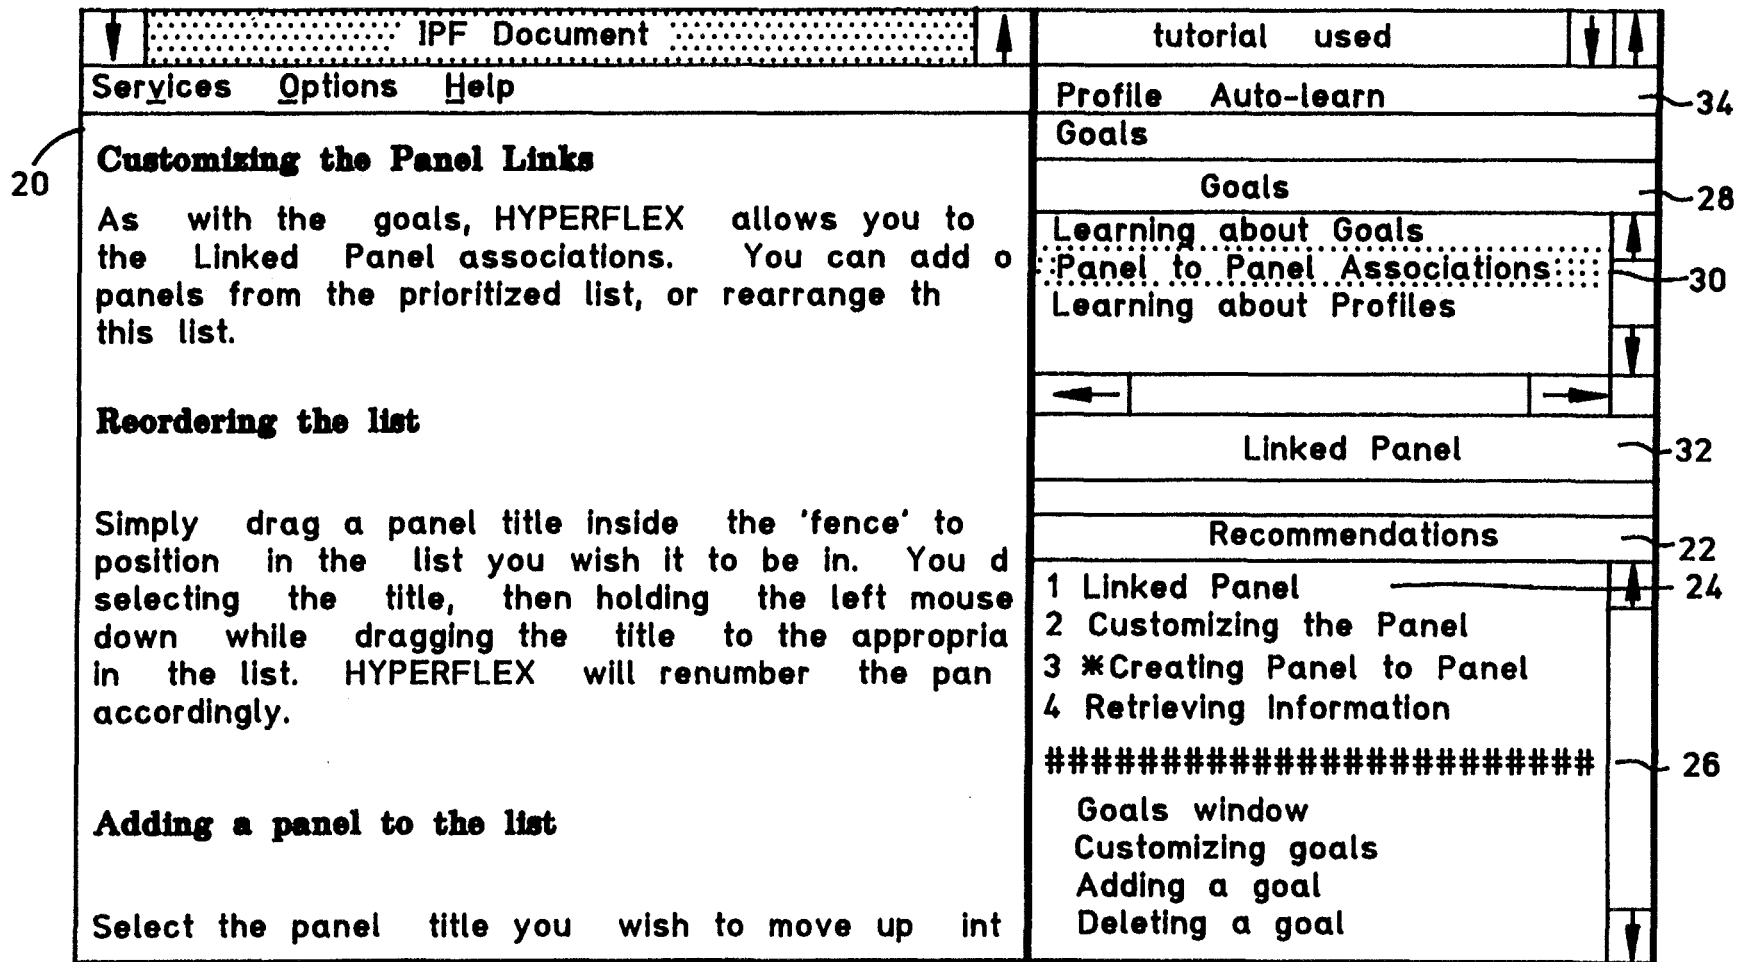 IPF Document
Services Options Help
20
Customizing the Panel Links
As with the goals, HYPERFLEX allows you to
the Linked Panel associations. You can add o
panels from the prioritized list, or rearrange th
this list.
Reordering the list
Simply drag a panel title inside the 'fence' to
position in the list you wish it to be in. You d
selecting the title, then holding the left mouse
down while dragging the title to the appropria
in the list. HYPERFLEX will renumber the pan
accordingly.
Adding a panel to the list
Select the panel title you wish to move up int
tutorial used
Profile Auto-learn
34
Goals
Goals
28
Learning about Goals
Panel to Panel Associations
30
Learning about Profiles
Linked Panel
32
Recommendations
22
1 Linked Panel
24
2 Customizing the Panel
3 *Creating Panel to Panel
4 Retrieving Information
########################
26
Goals window
Customizing goals
Adding a goal
Deleting a goal